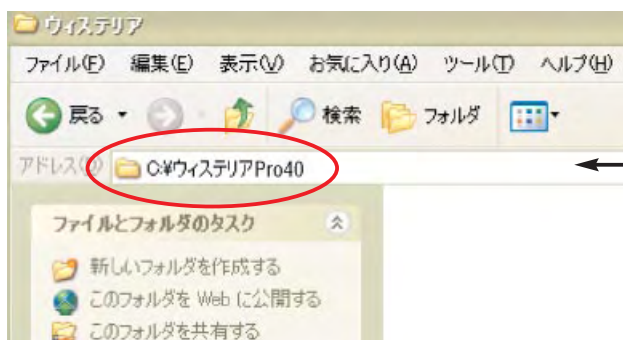 ウィステリア
ファイル(F) 編集(E) 表示(V) お気に入り(A) ツール(T) ヘルプ(H)
戻る 検索 フォルダ
アドレス(D) C:¥ウィステリアPro40
ファイルとフォルダのタスク
新しいフォルダを作成する
このフォルダを Web に公開する
このフォルダを共有する